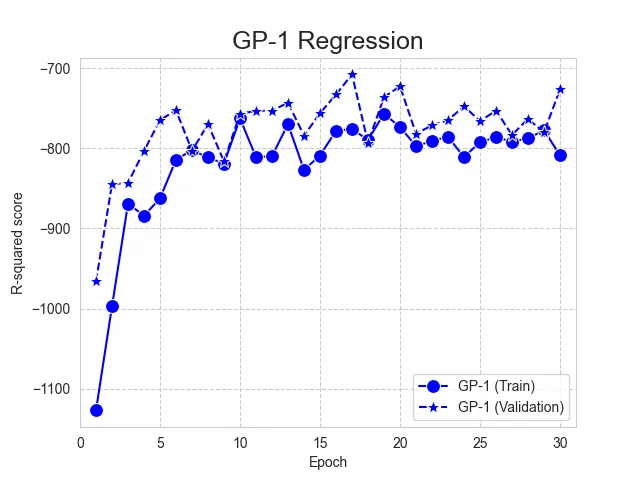 GP-1 Regression
−700
−800
−900
−1000
−1100
R-squared score
0 5 10 15 20 25 30
Epoch
GP-1 (Train)
GP-1 (Validation)